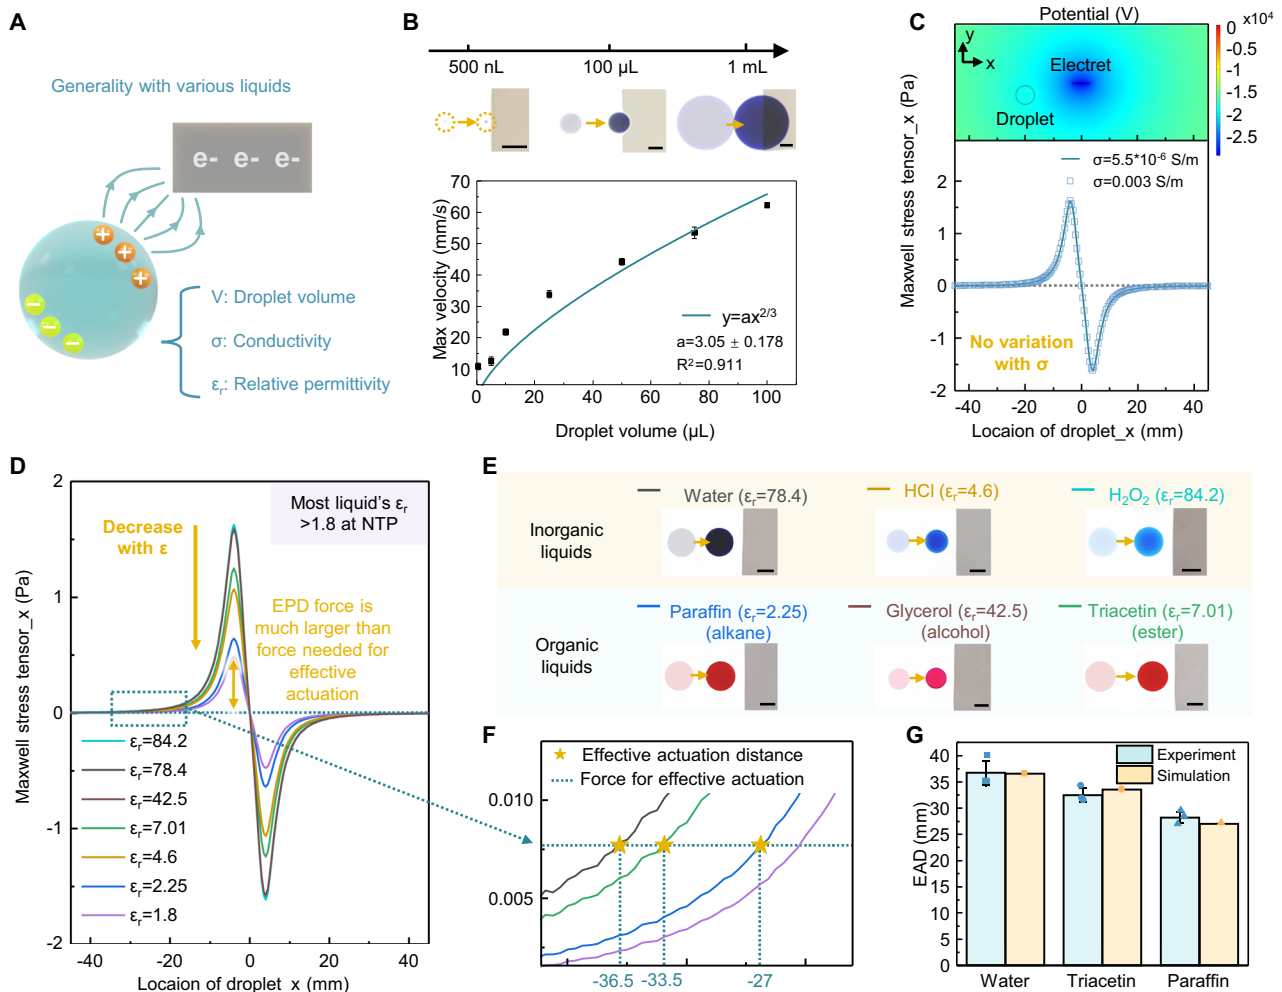 A
Generality with various liquids
e- e- e-
V: Droplet volume
σ: Conductivity
εr: Relative permittivity
B
500 nL
100 µL
1 mL
Max velocity (mm/s)
70
60
50
40
30
20
10
y=ax2/3
a=3.05 ± 0.178
R2=0.911
0
20
40
60
80
100
Droplet volume (µL)
C
Potential (V)
y
x
Electret
Droplet
×10⁴
0
-0.5
-1
-1.5
-2
-2.5
Maxwell stress tensor_x (Pa)
σ=5.5*10-6 S/m
σ=0.003 S/m
2
1
0
-1
-2
No variation
with σ
-40
-20
0
20
40
Locaion of droplet_x (mm)
D
Maxwell stress tensor_x (Pa)
2
1
0
-1
-2
Most liquid's εr
>1.8 at NTP
Decrease
with ε
EPD force is
much larger than
force needed for
effective
actuation
εr=84.2
εr=78.4
εr=42.5
εr=7.01
εr=4.6
εr=2.25
εr=1.8
-40
-20
0
20
40
Locaion of droplet_x (mm)
E
Inorganic
liquids
Water (εr=78.4)
HCl (εr=4.6)
H2O2 (εr=84.2)
Organic
liquids
Paraffin (εr=2.25)
(alkane)
Glycerol (εr=42.5)
(alcohol)
Triacetin (εr=7.01)
(ester)
F
Effective actuation distance
Force for effective actuation
0.010
0.005
-36.5
-33.5
-27
G
EAD (mm)
40
35
30
25
20
15
10
5
0
Experiment
Simulation
Water
Triacetin
Paraffin